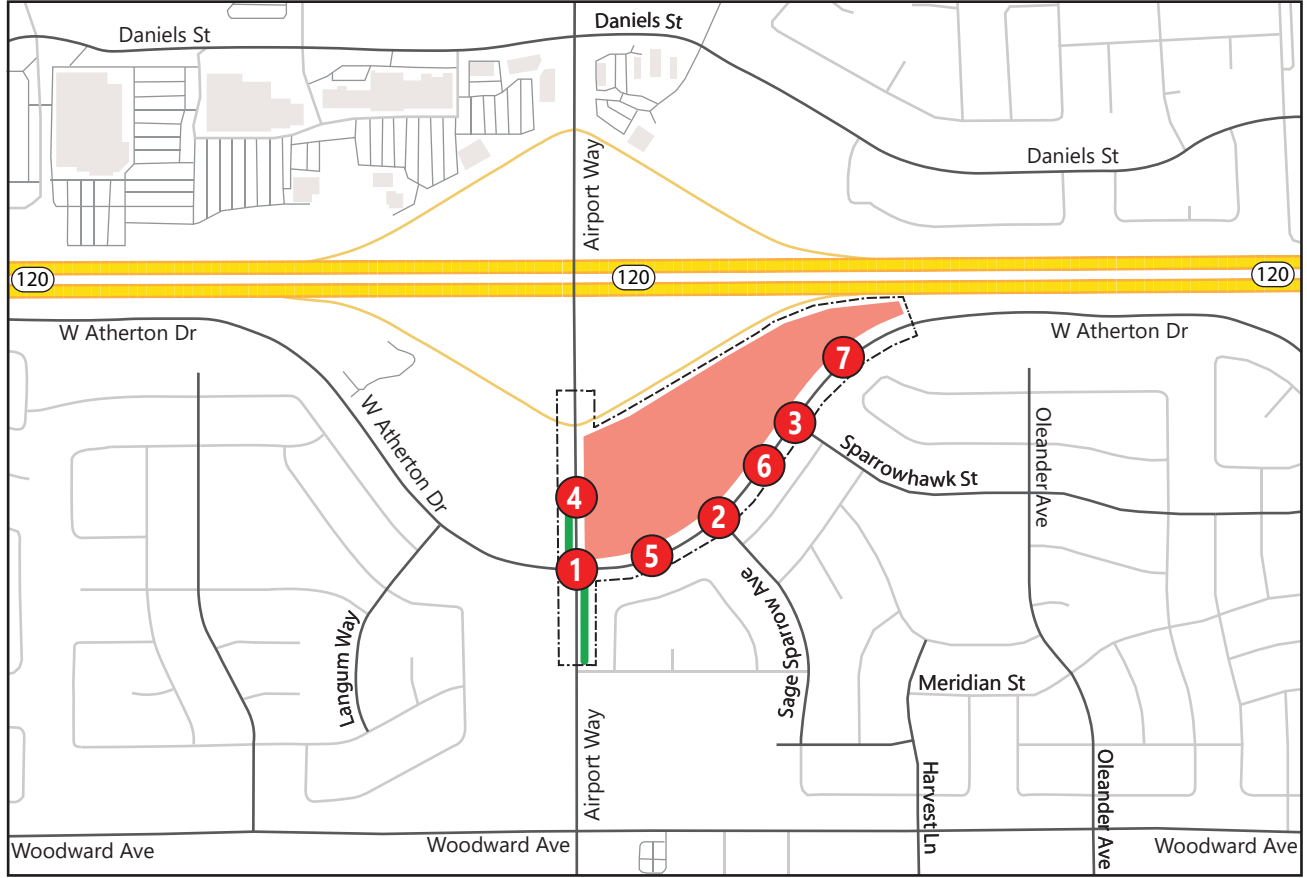 Daniels St
Daniels St
Airport Way
Daniels St
120
120
120
W Atherton Dr
W Atherton Dr
7
W Atherton Dr
3
Oleander Ave
Sparrowhawk St
6
4
2
5
1
Sage Sparrow Ave
Langum Way
Meridian St
Airport Way
Harvest Ln
Oleander Ave
Woodward Ave
Woodward Ave
Woodward Ave